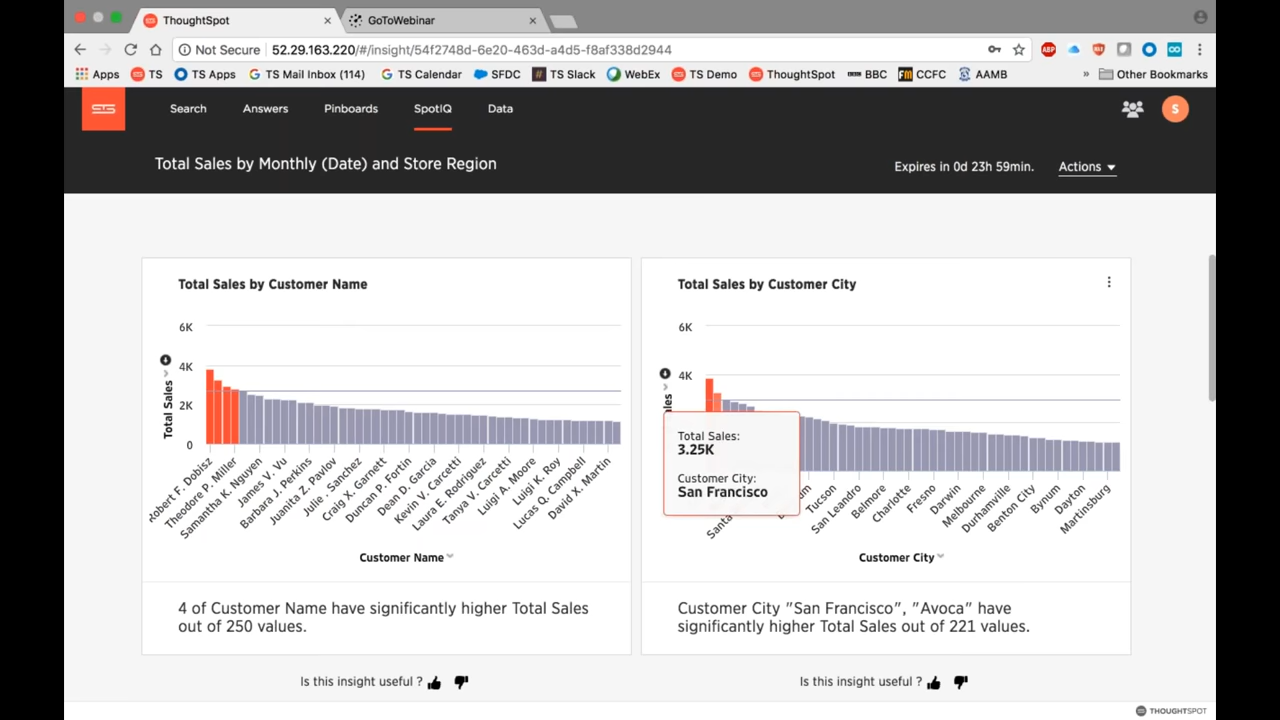 ThoughtSpot
GoToWebinar
Not Secure 52.29.163.220/#/insight/54f2748d-6e20-463d-a4d5-f8af338d2944
Apps TS TS Apps TS Mail Inbox (114) TS Calendar SFDC TS Slack WebEx TS Demo ThoughtSpot BBC CCFC AAMB » Other Bookmarks
Search Answers Pinboards SpotIQ Data S
Total Sales by Monthly (Date) and Store Region
Expires in 0d 23h 59min. Actions
Total Sales by Customer Name
6K
4K
2K
0
Total Sales
Robert F. Dobisz
Theodore P. Miller
Samantha K. Nguyen
James V. Vu
Barbara J. Perkins
Juanita Z. Pavlov
Julie . Sanchez
Craig X. Garnett
Duncan P. Fortin
Dean D. Garcia
Kevin V. Carcetti
Laura E. Rodriguez
Tanya V. Carcetti
Luigi A. Moore
Luigi K. Roy
Lucas Q. Campbell
David X. Martin
Customer Name
4 of Customer Name have significantly higher Total Sales
out of 250 values.
Is this insight useful ?
Total Sales by Customer City
6K
4K
Total Sales:
3.25K
Customer City:
San Francisco
Tucson
San Leandro
Belmore
Charlotte
Fresno
Darwin
Melbourne
Durhamville
Benton City
Bynum
Dayton
Martinsburg
Customer City
Customer City "San Francisco", "Avoca" have
significantly higher Total Sales out of 221 values.
Is this insight useful ?
THOUGHTSPOT